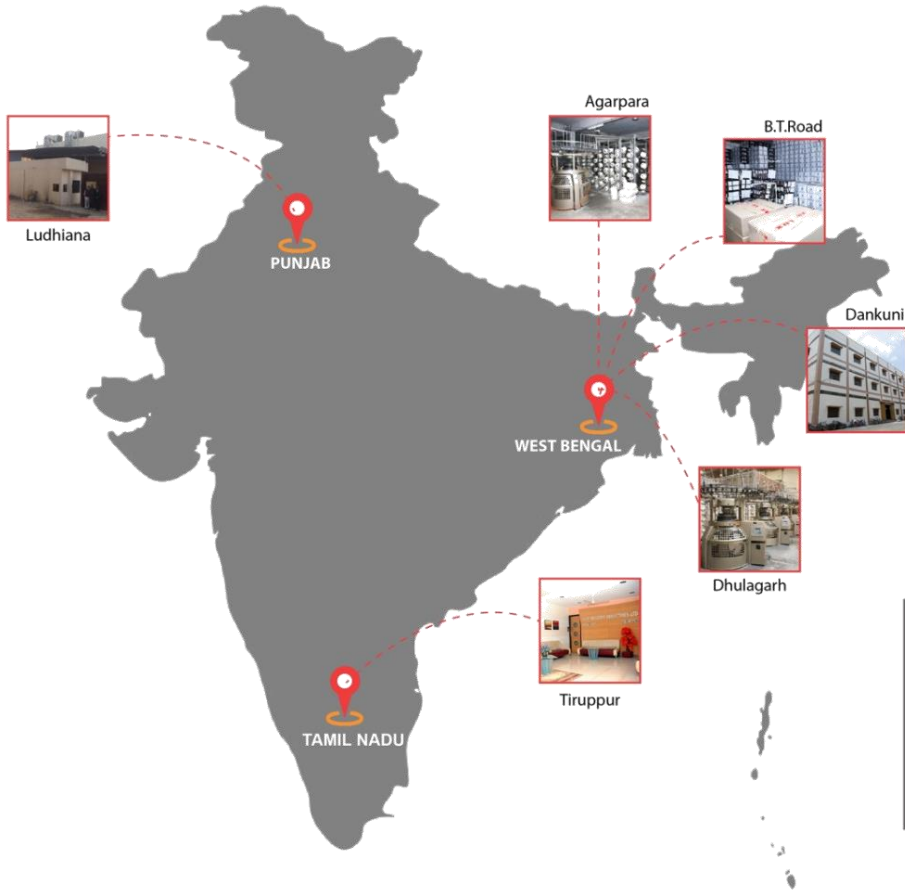 Agarpara
B.T.Road
Ludhiana
PUNJAB
Dankuni
WEST BENGAL
Dhulagarh
Tiruppur
TAMIL NADU